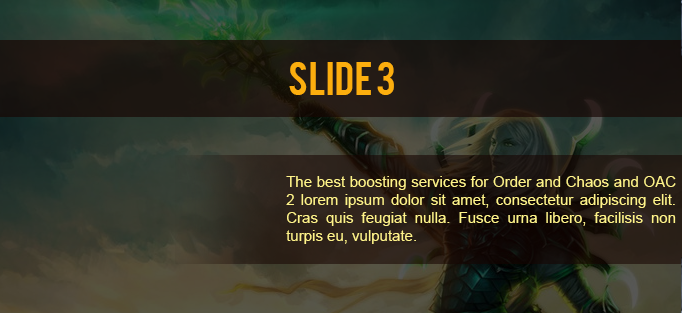 SLIDE 3
The best boosting services for Order and Chaos and OAC
2 lorem ipsum dolor sit amet, consectetur adipiscing elit.
Cras quis feugiat nulla. Fusce urna libero, facilisis non
turpis eu, vulputate.